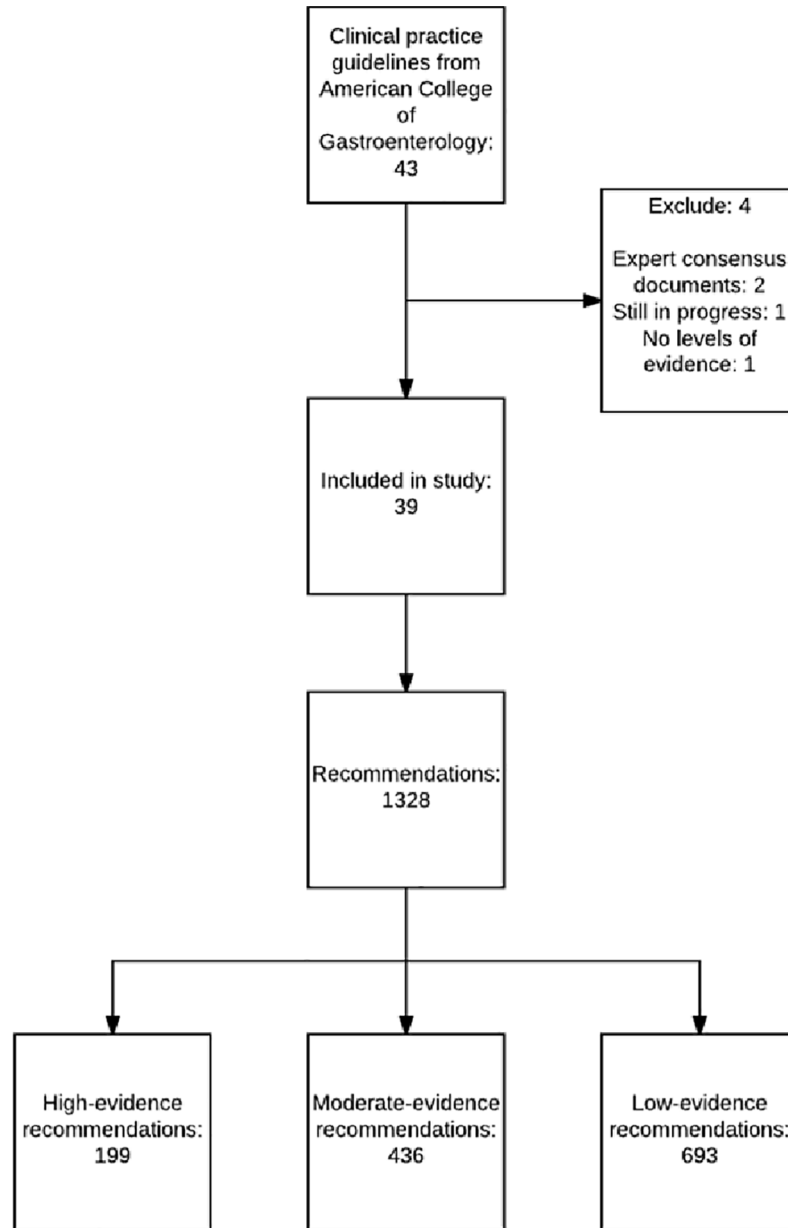 Clinical practice
guidelines from
American College
of
Gastroenterology:
43
Exclude: 4
Expert consensus
documents: 2
Still in progress: 1
No levels of
evidence: 1
Included in study:
39
Recommendations:
1328
High-evidence
recommendations:
199
Moderate-evidence
recommendations:
436
Low-evidence
recommendations:
693